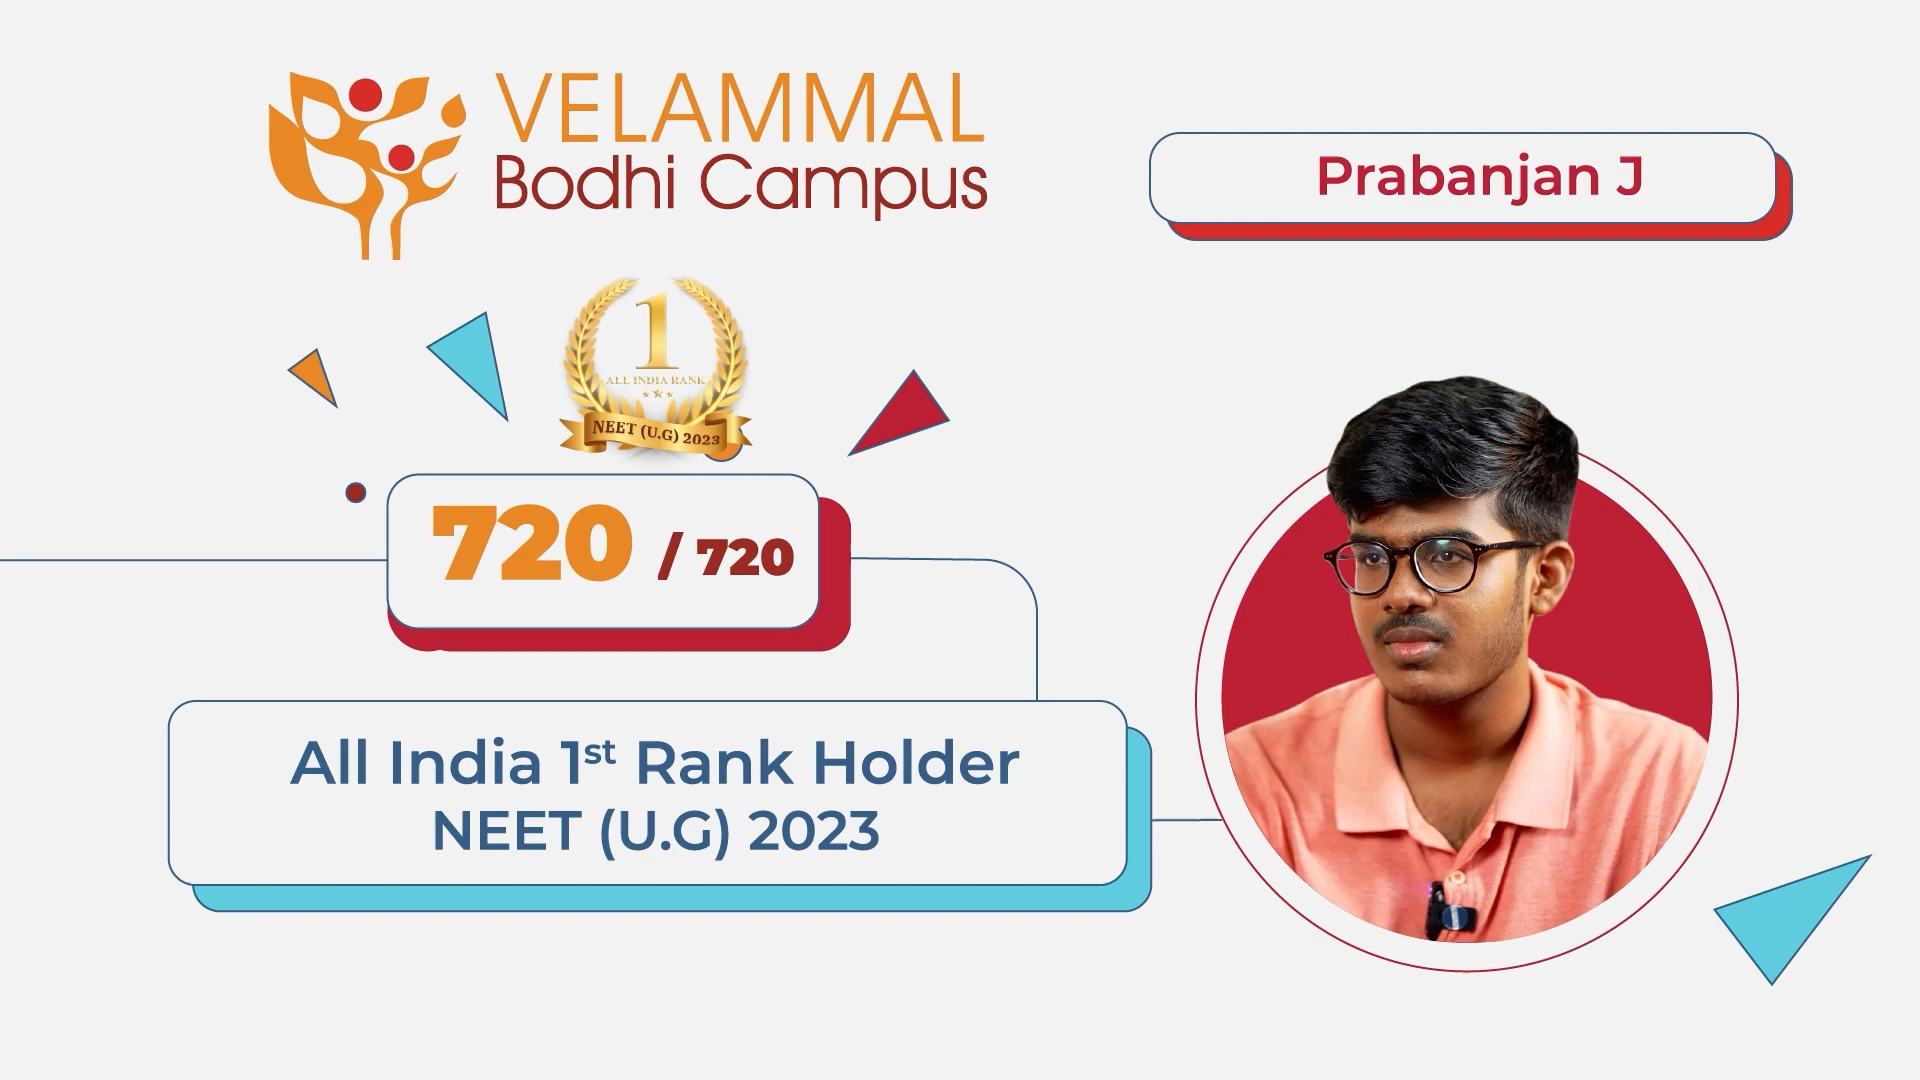 VELAMMAL
Bodhi Campus
Prabanjan J
1
ALL INDIA RANK
NEET (U.G) 2023
720 / 720
All India 1st Rank Holder
NEET (U.G) 2023